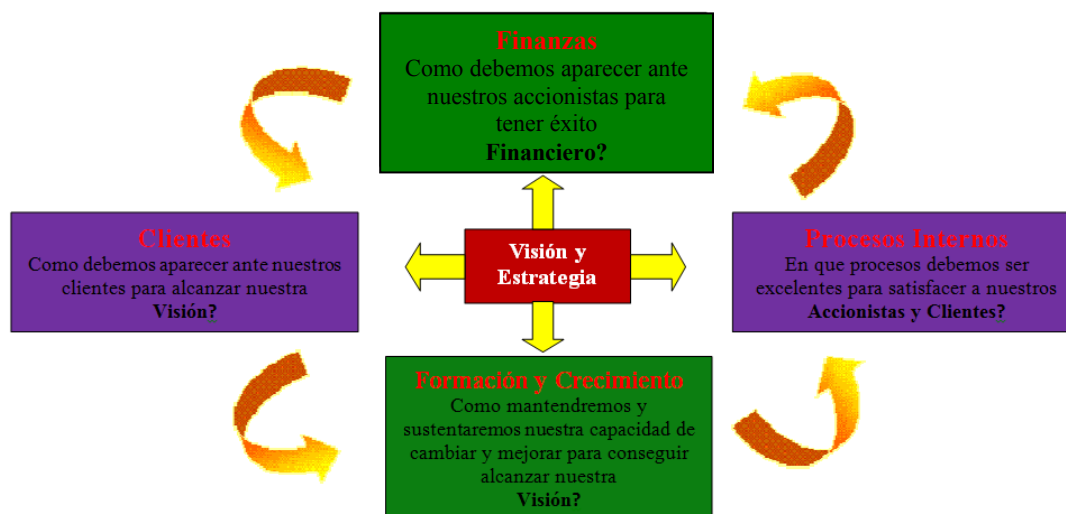 Finanzas
Como debemos aparecer ante
nuestros accionistas para
tener éxito
Financiero?
Clientes
Como debemos aparecer ante nuestros
clientes para alcanzar nuestra
Visión?
Visión y
Estrategia
Procesos Internos
En que procesos debemos ser
excelentes para satisfacer a nuestros
Accionistas y Clientes?
Formación y Crecimiento
Como mantendremos y
sustentaremos nuestra capacidad de
cambiar y mejorar para conseguir
alcanzar nuestra
Visión?